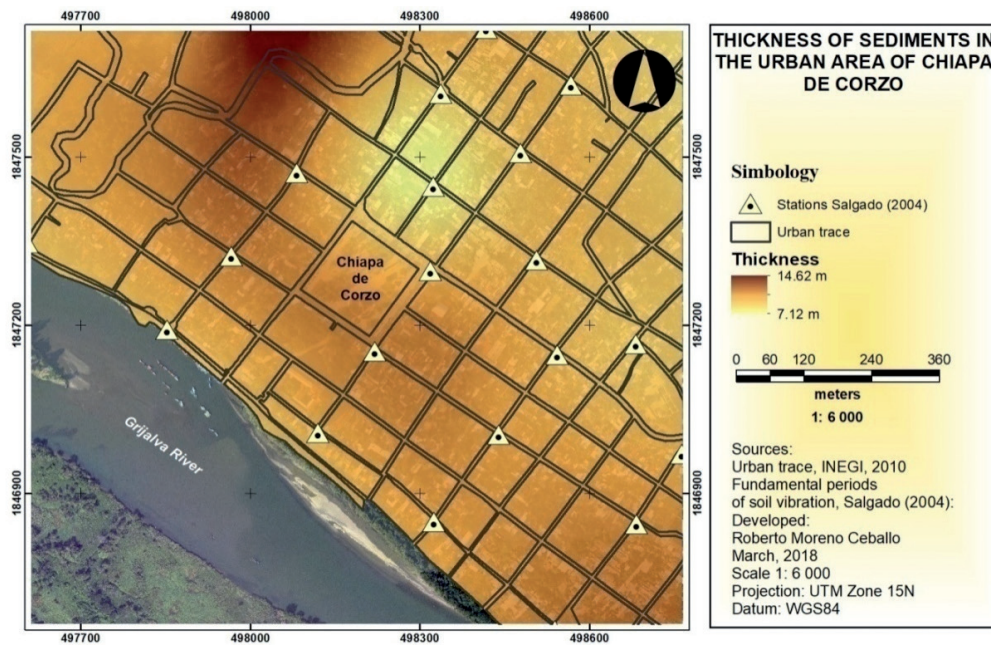 497700 498000 498300 498600
1847500
1847200
1846900
Chiapa
de
Corzo
Grijalva River
1847500
1847200
1846900
497700 498000 498300 498600
THICKNESS OF SEDIMENTS IN
THE URBAN AREA OF CHIAPA
DE CORZO
Simbology
Stations Salgado (2004)
Urban trace
Thickness
14.62 m
7.12 m
0 60 120 240 360
meters
1: 6 000
Sources:
Urban trace, INEGI, 2010
Fundamental periods
of soil vibration, Salgado (2004):
Developed:
Roberto Moreno Ceballo
March, 2018
Scale 1: 6 000
Projection: UTM Zone 15N
Datum: WGS84